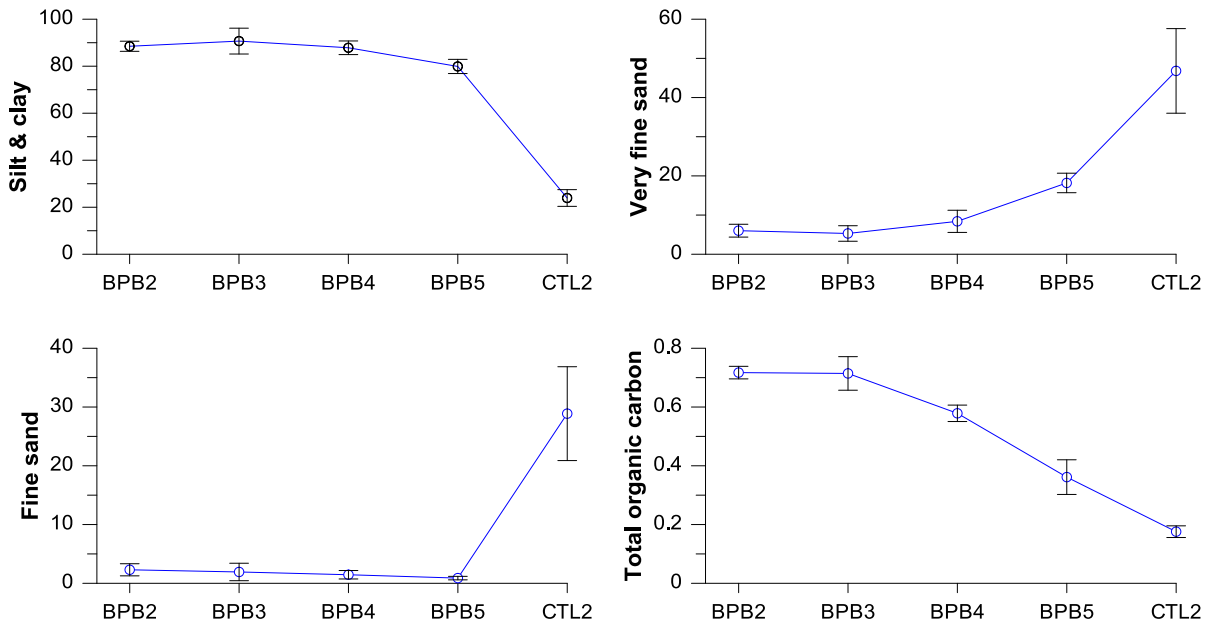 Silt & clay
100
80
60
40
20
0
BPB2 BPB3 BPB4 BPB5 CTL2
Very fine sand
60
40
20
0
BPB2 BPB3 BPB4 BPB5 CTL2
Fine sand
40
30
20
10
0
BPB2 BPB3 BPB4 BPB5 CTL2
Total organic carbon
0.8
0.6
0.4
0.2
0
BPB2 BPB3 BPB4 BPB5 CTL2